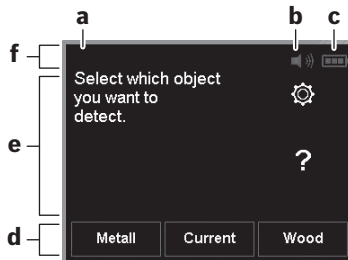 a
b
c
f
Select which object
you want to
detect.
?
e
d
Metall
Current
Wood